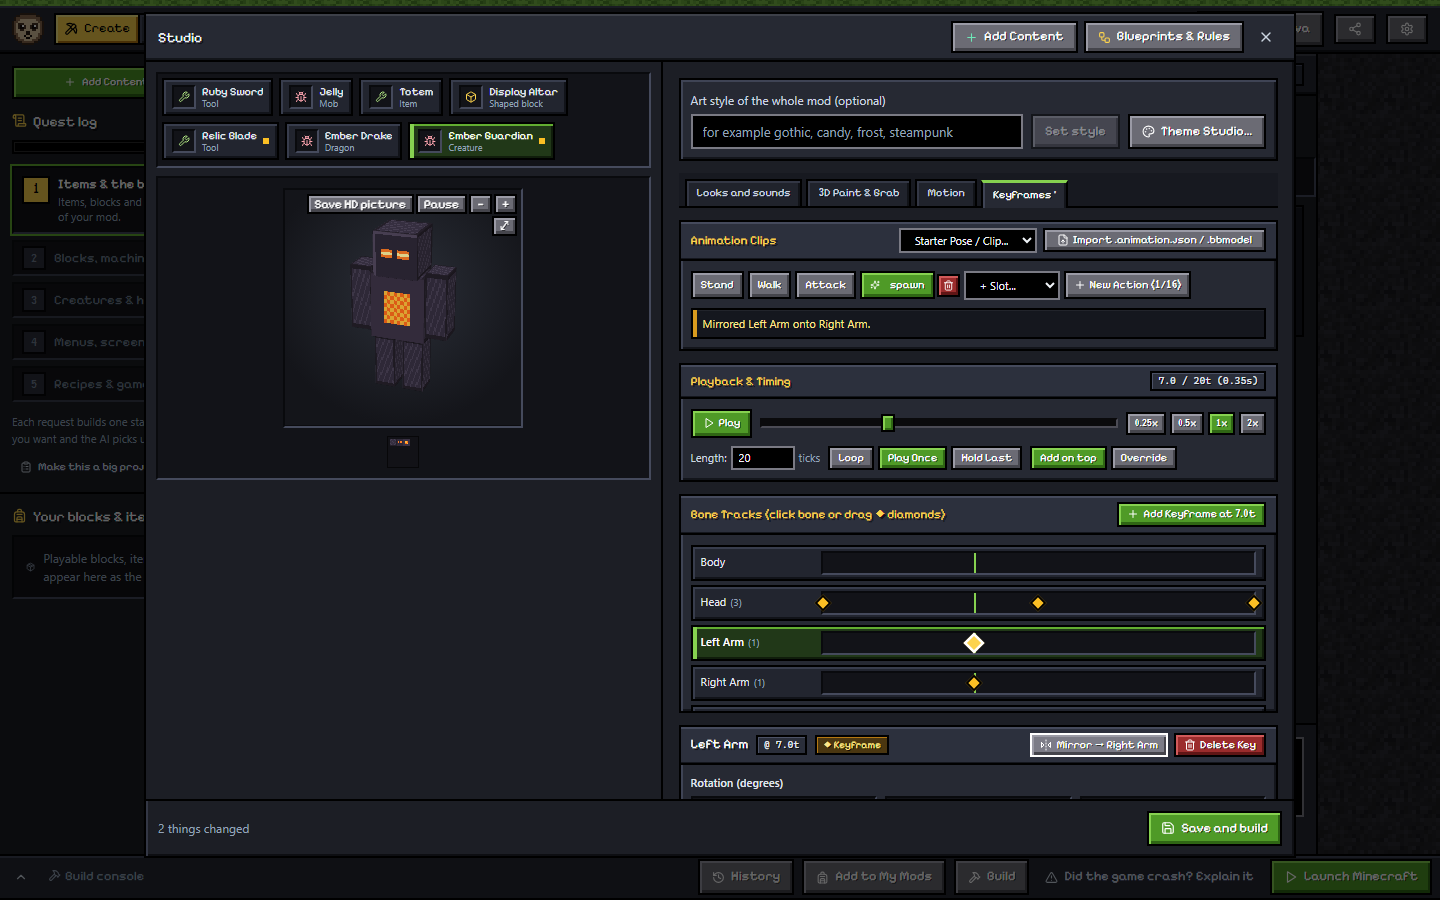 Create
Studio
+ Add Content
Blueprints & Rules
va
+ Add Content
Quest log
1
Items & the b
Items, blocks and
of your mod.
2
Blocks, machin
3
Creatures & h
4
Menus, screen
5
Recipes & game
Each request builds one sta
you want and the AI picks u
Make this a big proj
Your blocks & ite
Playable blocks, ite
appear here as the
Ruby Sword
Tool
Jelly
Mob
Totem
Item
Display Altar
Shaped block
Relic Blade
Tool
Ember Drake
Dragon
Ember Guardian
Creature
Save HD picture
Pause
-
+
Art style of the whole mod (optional)
for example gothic, candy, frost, steampunk
Set style
Theme Studio...
Looks and sounds
3D Paint & Grab
Motion
Keyframes*
Animation Clips
Starter Pose / Clip...
Import .animation.json / .bbmodel
Stand
Walk
Attack
spawn
+ Slot...
+ New Action (1/16)
Mirrored Left Arm onto Right Arm.
Playback & Timing
7.0 / 20t (0.35s)
Play
0.25x
0.5x
1x
2x
Length:
20
ticks
Loop
Play Once
Hold Last
Add on top
Override
Bone Tracks (click bone or drag ◆ diamonds)
+ Add Keyframe at 7.0t
Body
Head (3)
Left Arm (1)
Right Arm (1)
Left Arm
@ 7.0t
◆ Keyframe
Mirror → Right Arm
Delete Key
Rotation (degrees)
2 things changed
Save and build
Build console
History
Add to My Mods
Build
Did the game crash? Explain it
Launch Minecraft